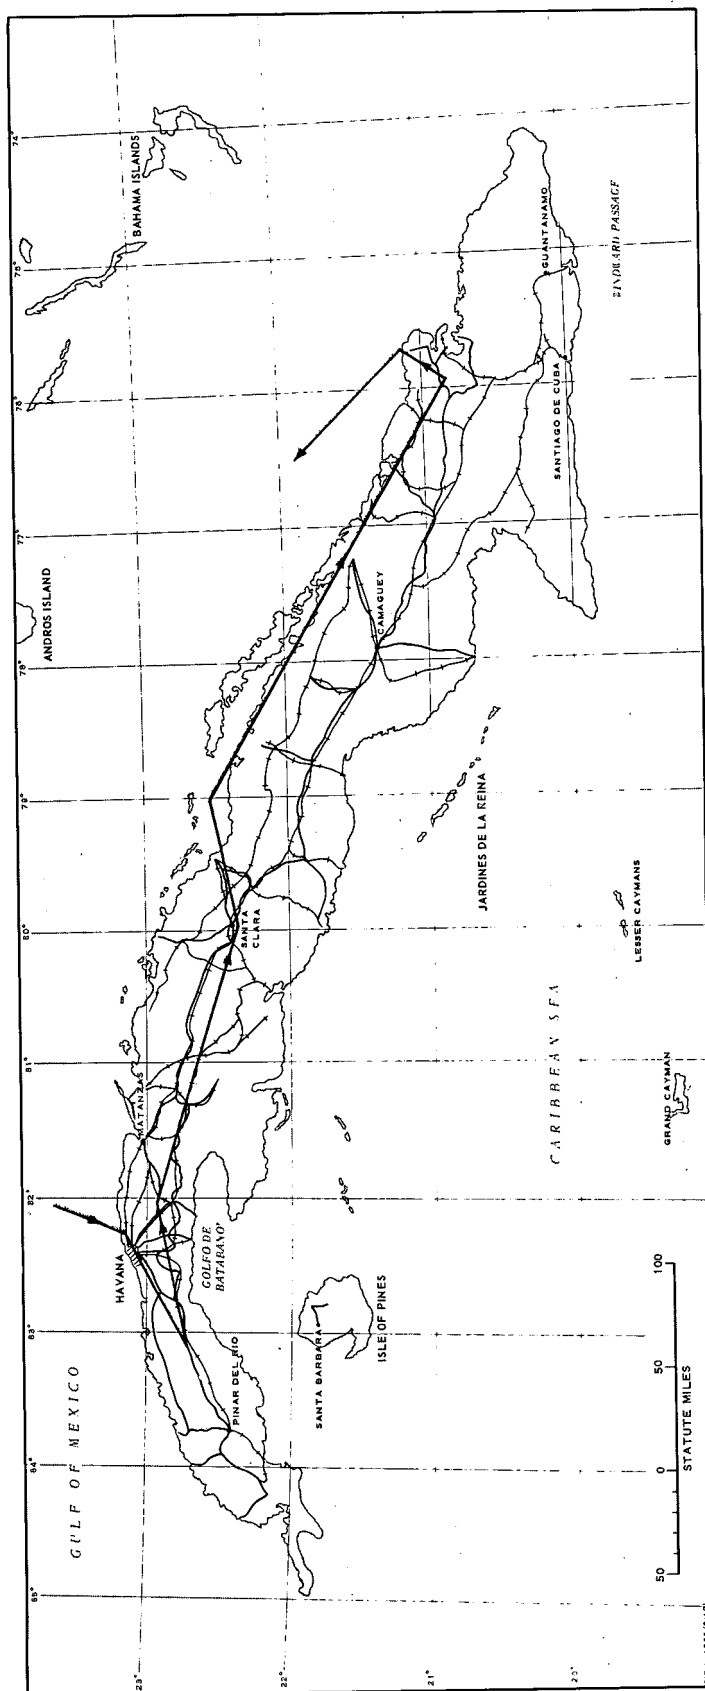 85°
84°
83°
82°
81°
80°
79°
78°
77°
76°
75°
74°
23°
22°
21°
20°
GULF OF MEXICO
HAVANA
MATANZAS
ANDROS ISLAND
BAHAMA ISLANDS
PINAR DEL RIO
GOLFO DE
BATABANO
SANTA
CLARA
CAMAGUEY
SANTA BARBARA
ISLE OF PINES
JARDINES DE LA REINA
SANTIAGO DE CUBA
GUANTANAMO
WINDWARD PASSAGE
CARIBBEAN SEA
LESSER CAYMANS
GRAND CAYMAN
50
0
50
100
STATUTE MILES